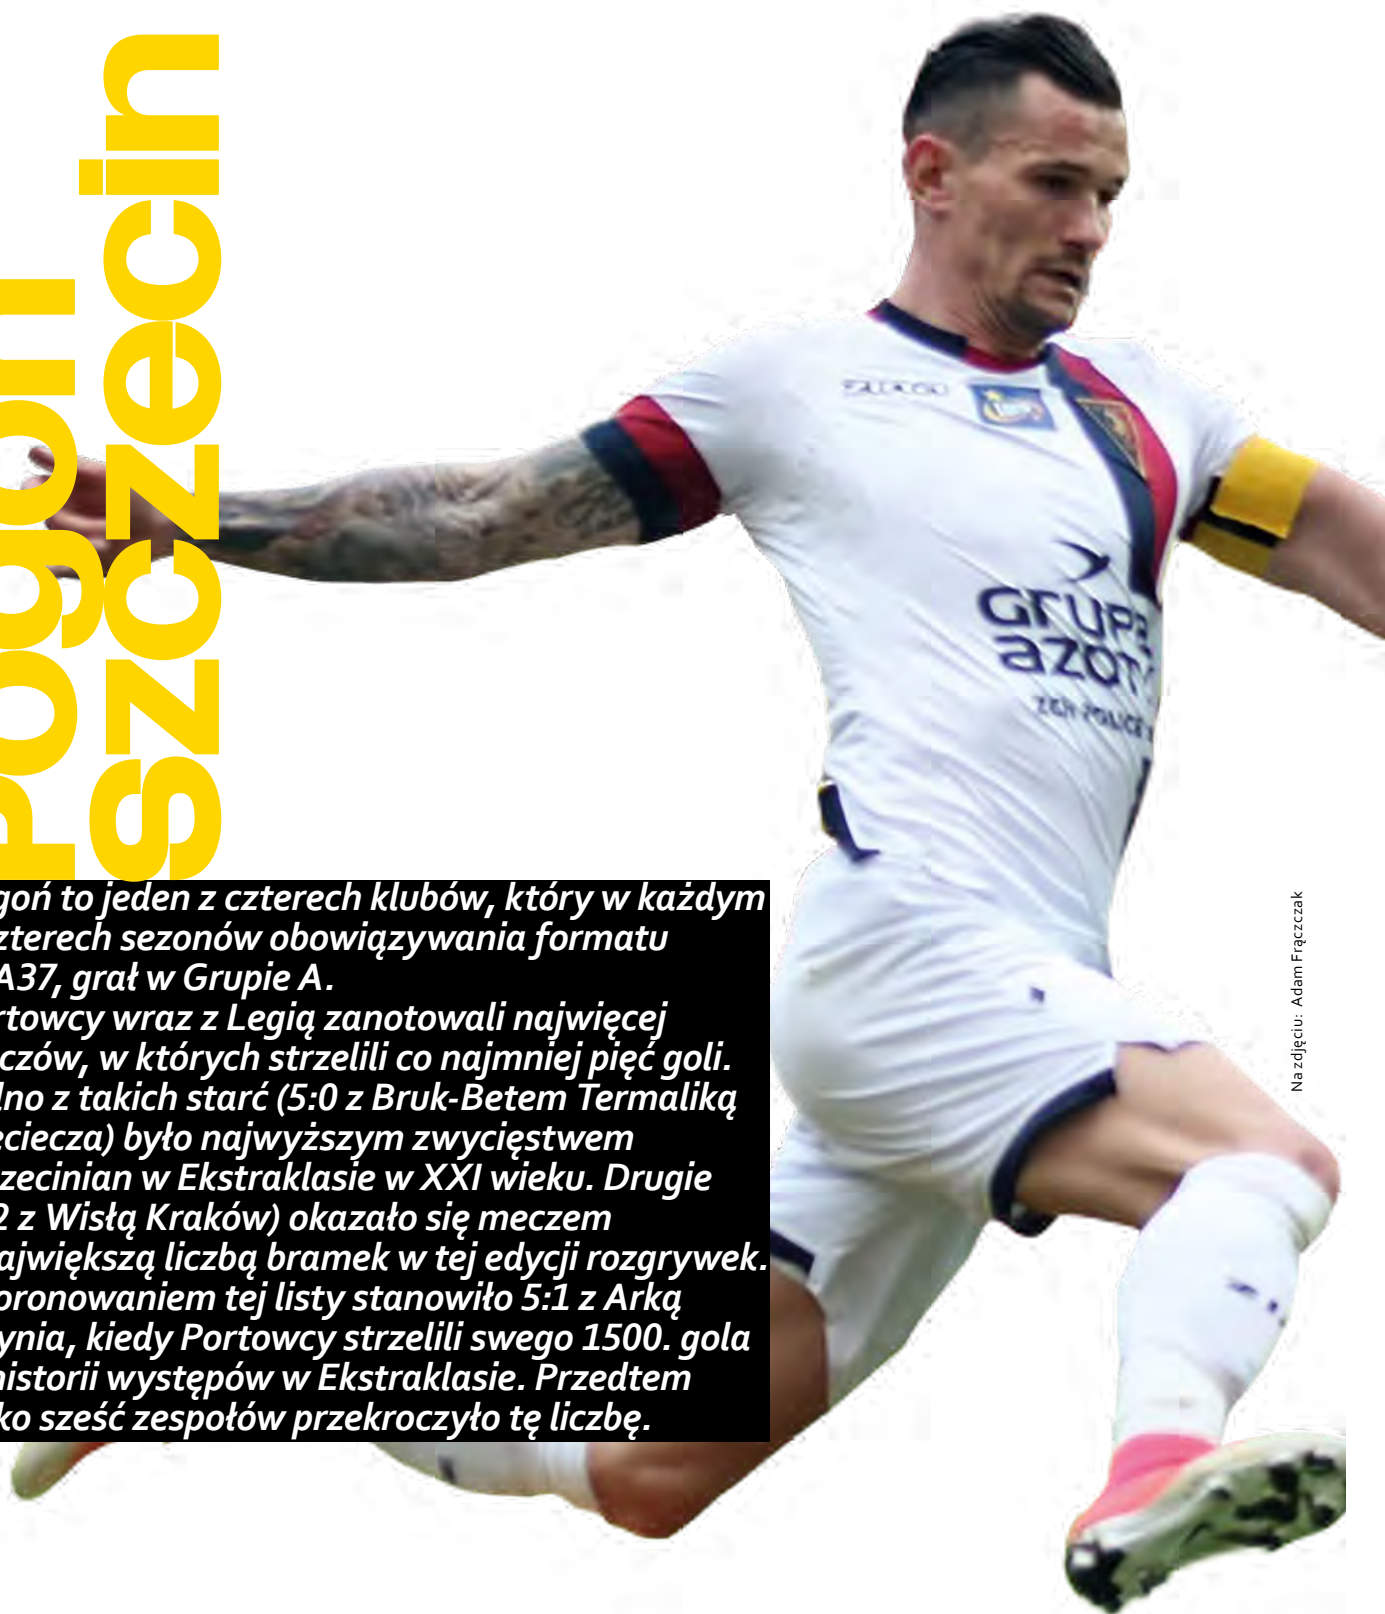 Pogoń
Szczecin
goń to jeden z czterech klubów, który w każdym
zterech sezonów obowiązywania formatu
A37, grał w Grupie A.
rtowcy wraz z Legią zanotowali najwięcej
czów, w których strzelili co najmniej pięć goli.
dno z takich starć (5:0 z Bruk-Betem Termaliką
eciecza) było najwyższym zwycięstwem
zecinian w Ekstraklasie w XXI wieku. Drugie
2 z Wisłą Kraków) okazało się meczem
ajwiększą liczbą bramek w tej edycji rozgrywek.
oronowaniem tej listy stanowiło 5:1 z Arką
ynia, kiedy Portowcy strzelili swego 1500. gola
historii występów w Ekstraklasie. Przedtem
ko sześć zespołów przekroczyło tę liczbę.
Na zdjęciu: Adam Frączczak
GRUPA
AZOTY
ZCH POLICE